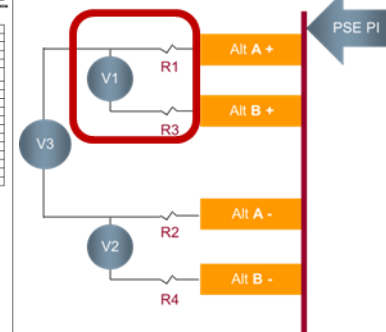 PSE PI
Alt A +
V1
R1
Alt B +
R3
V3
Alt A -
R2
V2
Alt B -
R4